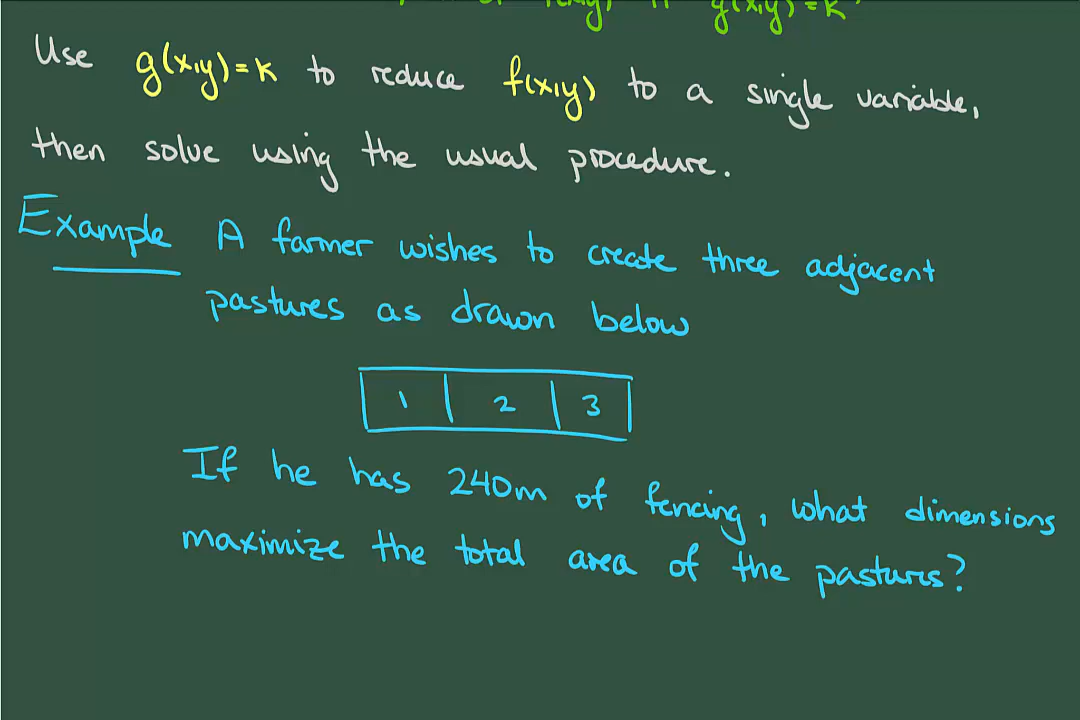 g(x,y)=K
Use g(x,y)=K to reduce f(x,y) to a single variable,
then solve using the usual procedure.
Example A farmer wishes to create three adjacent
pastures as drawn below
1 2 3
If he has 240m of fencing, what dimensions
maximize the total area of the pastures?